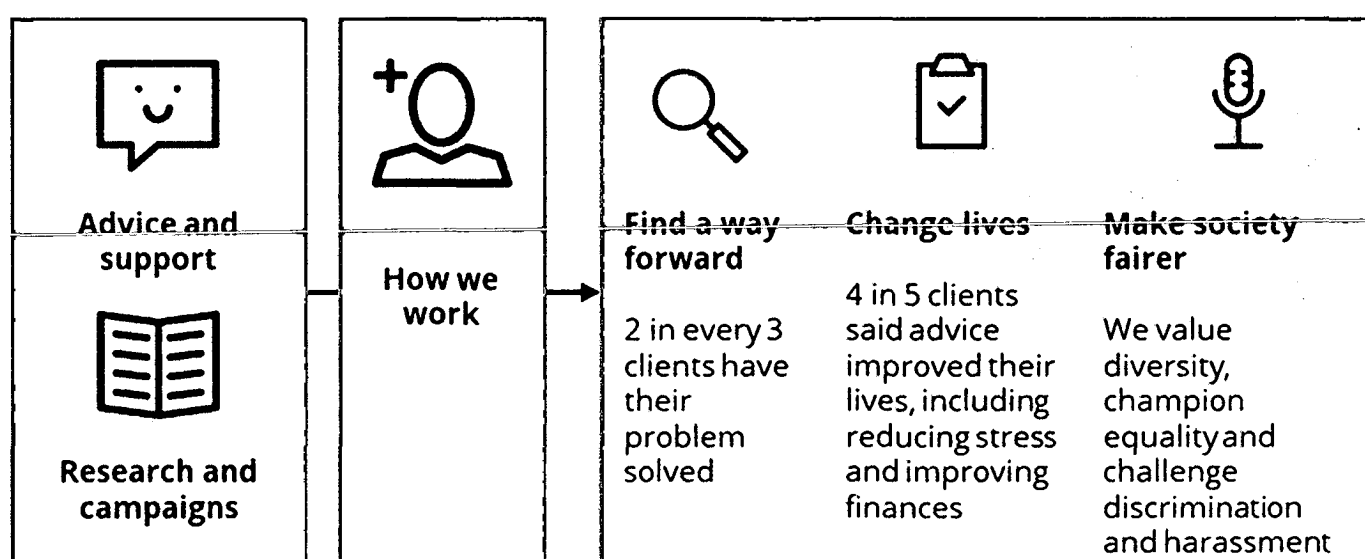 Advice and
support
Research and
campaigns
How we
work
Find a way
forward
2 in every 3
clients have
their
problem
solved
Change lives
4 in 5 clients
said advice
improved their
lives, including
reducing stress
and improving
finances
Make society
fairer
We value
diversity,
champion
equality and
challenge
discrimination
and harassment